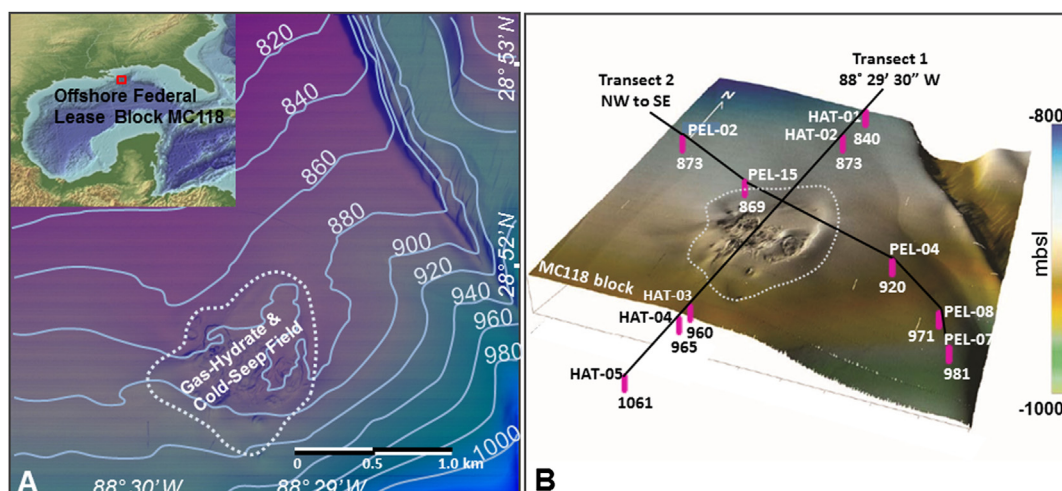 Offshore Federal
Lease Block MC118
820
840
860
880
900
920
940
960
980
1000
28° 53' N
28° 52' N
Gas-Hydrate &
Cold-Seep Field
0 0.5 1.0 km
88° 30' W 88° 29' W
A
Transect 2
NW to SE
Transect 1
88° 29' 30" W
N
HAT-01
840
HAT-02
873
PEL-02
873
PEL-15
869
PEL-04
920
MC118 block
HAT-03
960
HAT-04
965
PEL-08
971
PEL-07
981
HAT-05
1061
-800
mbsl
-1000
B